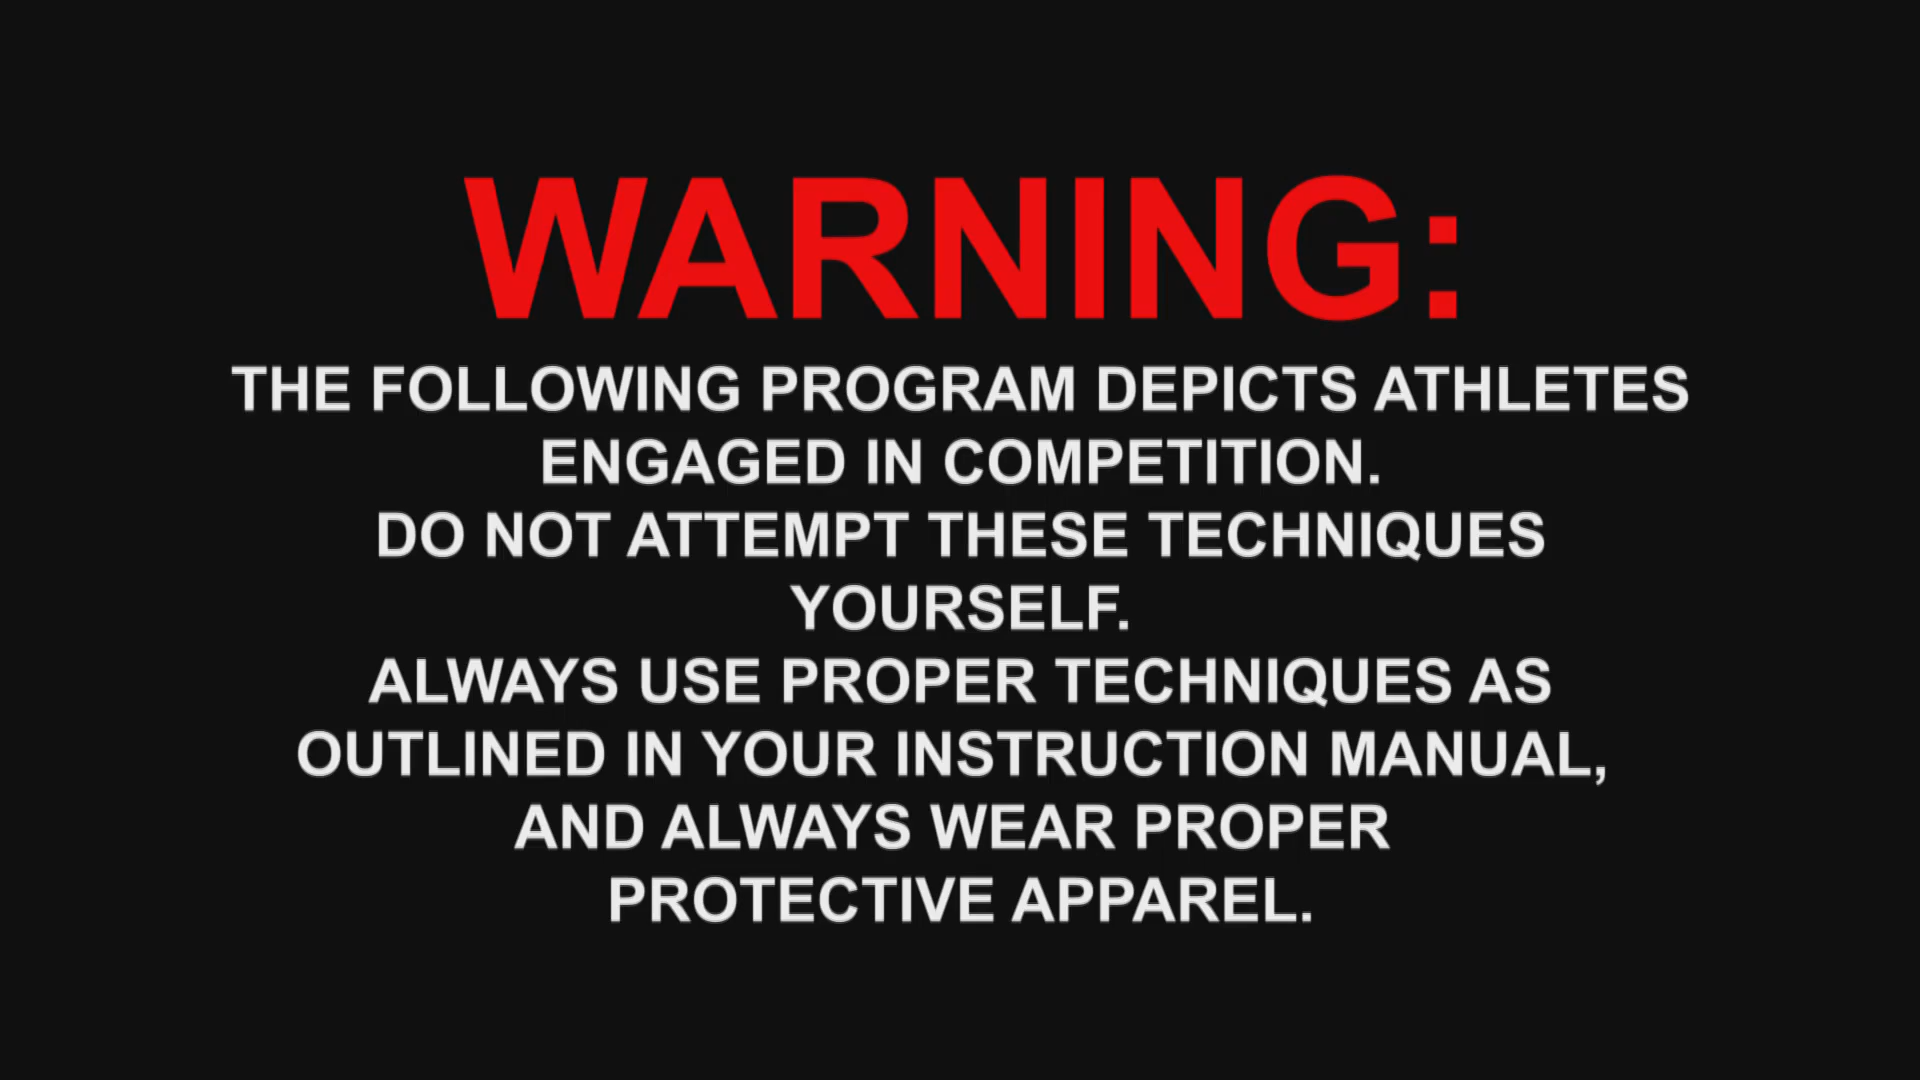 WARNING:
THE FOLLOWING PROGRAM DEPICTS ATHLETES
ENGAGED IN COMPETITION.
DO NOT ATTEMPT THESE TECHNIQUES
YOURSELF.
ALWAYS USE PROPER TECHNIQUES AS
OUTLINED IN YOUR INSTRUCTION MANUAL,
AND ALWAYS WEAR PROPER
PROTECTIVE APPAREL.